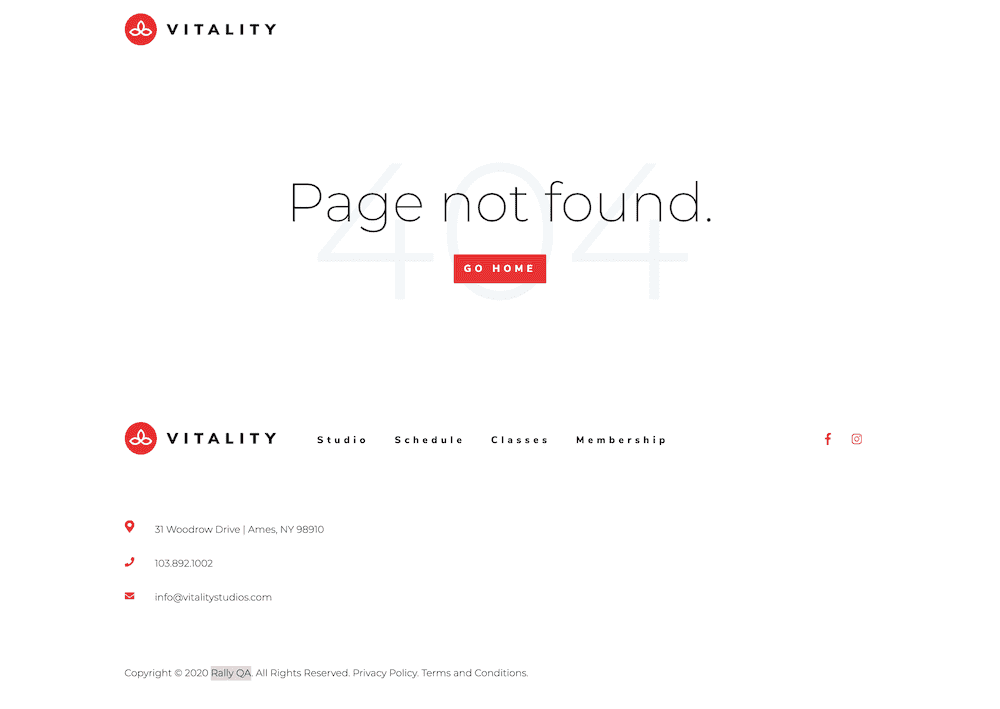 VITALITY
404
Page not found.
GO HOME
VITALITY Studio Schedule Classes Membership
31 Woodrow Drive | Ames, NY 98910
103.892.1002
info@vitalitystudios.com
Copyright © 2020 Rally QA. All Rights Reserved. Privacy Policy. Terms and Conditions.